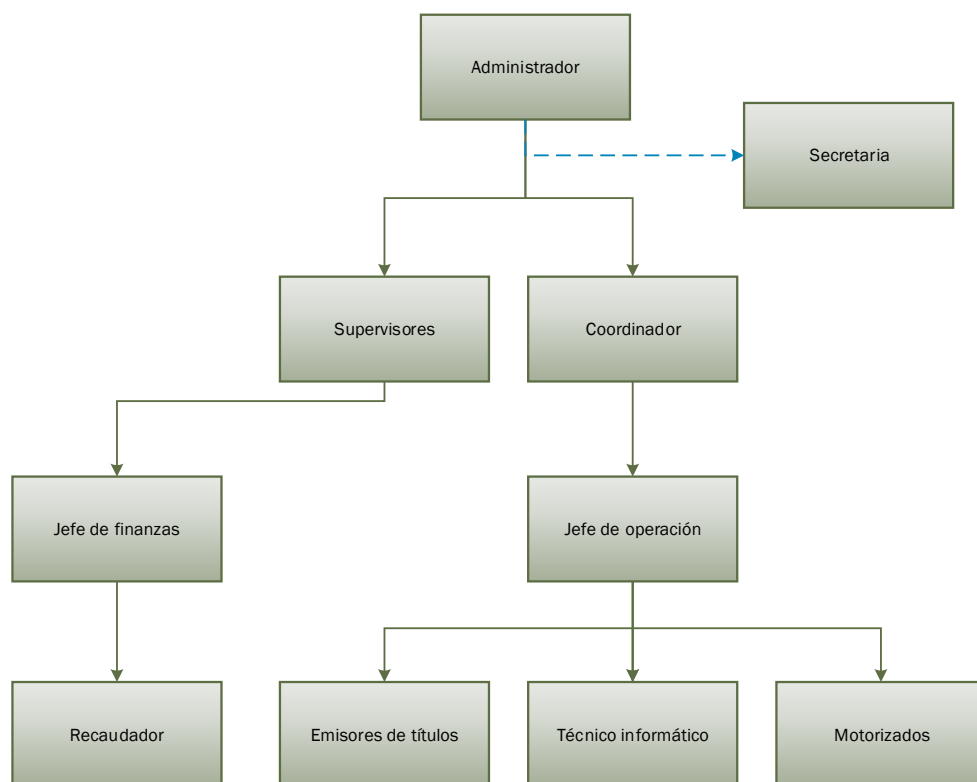 Administrador
Secretaria
Supervisores
Coordinador
Jefe de finanzas
Jefe de operación
Recaudador
Emisores de títulos
Técnico informático
Motorizados